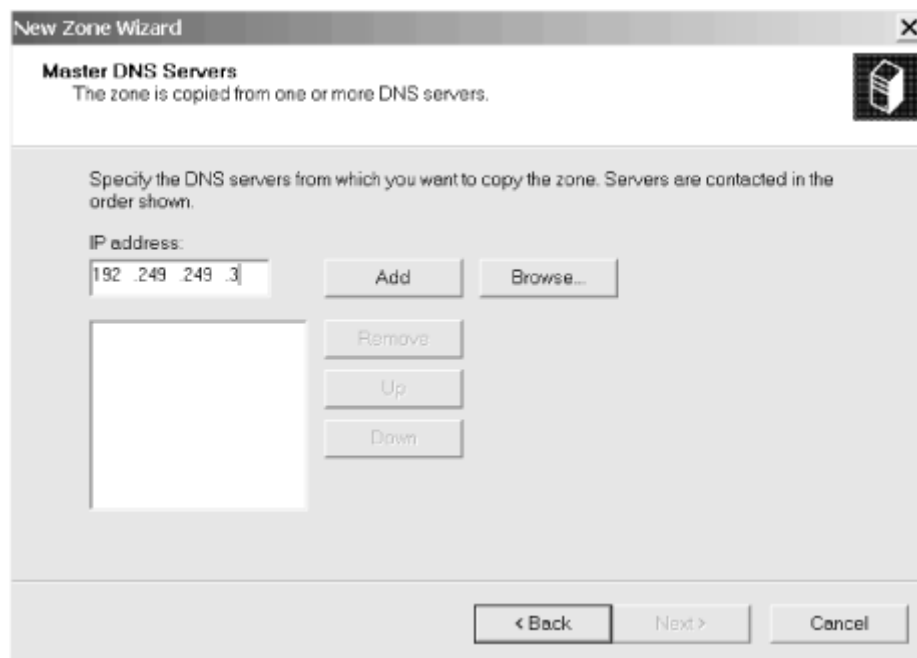 New Zone Wizard
Master DNS Servers
The zone is copied from one or more DNS servers.
Specify the DNS servers from which you want to copy the zone. Servers are contacted in the
order shown.
IP address:
192 .249 .249 .3
Add
Browse...
Remove
Up
Down
< Back
Next >
Cancel